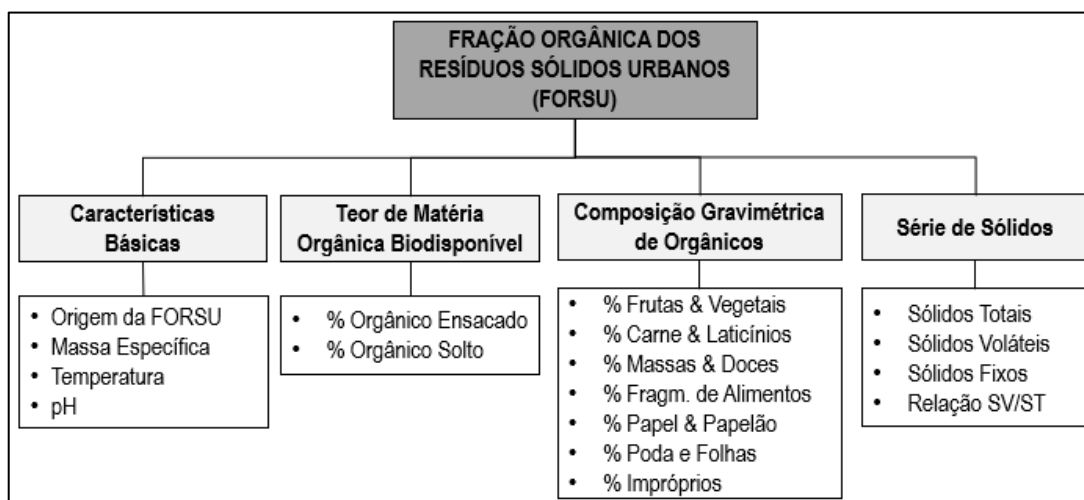 FRAÇÃO ORGÂNICA DOS
RESÍDUOS SÓLIDOS URBANOS
(FORSU)
Características
Básicas
• Origem da FORSU
• Massa Específica
• Temperatura
• pH
Teor de Matéria
Orgânica Biodisponível
• % Orgânico Ensacado
• % Orgânico Solto
Composição Gravimétrica
de Orgânicos
• % Frutas & Vegetais
• % Carne & Laticínios
• % Massas & Doces
• % Fragm. de Alimentos
• % Papel & Papelão
• % Poda e Folhas
• % Impróprios
Série de Sólidos
• Sólidos Totais
• Sólidos Voláteis
• Sólidos Fixos
• Relação SV/ST